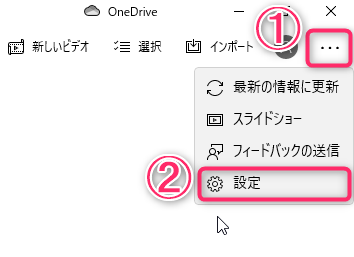 OneDrive
新しいビデオ 選択 インポート ① ...
最新の情報に更新
スライドショー
フィードバックの送信
② 設定